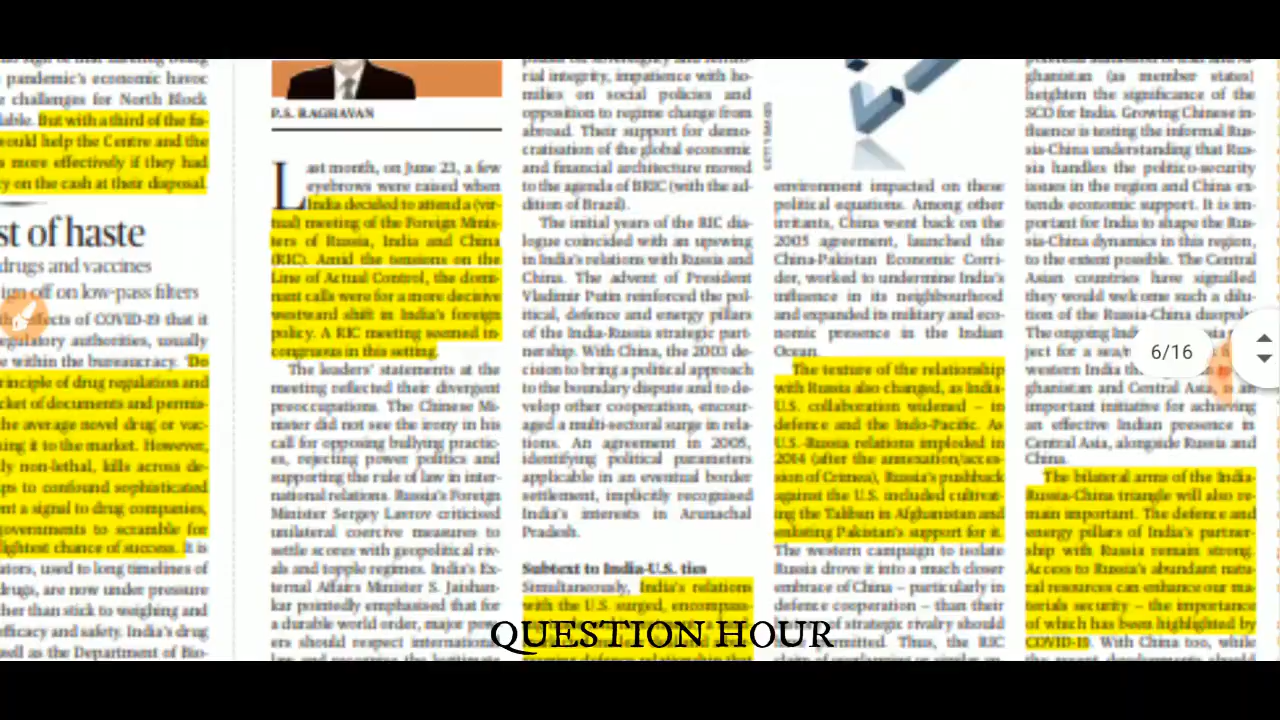 pandemic's economic havoc
challenges for North Block
But with a third of the fa-
would help the Centre and the
more effectively if they had
y on the cash at their disposal.
st of haste
drugs and vaccines
ign off on low-pass filters
effects of COVID-19 that it
regulatory authorities, usually
within the bureaucracy. 'Do
principle of drug regulation and
cket of documents and permis-
the average novel drug or vac-
ing it to the market. However,
ly non-lethal, kills across de-
ps to confound sophisticated
nt a signal to drug companies,
governments to scramble for
lightest chance of success. It is
ators, used to long timelines of
drugs, are now under pressure
ther than stick to weighing and
efficacy and safety. India's drug
well as the Department of Bio-
P.S. RAGHAVAN
Last month, on June 23, a few
eyebrows were raised when
India decided to attend a (vir-
tual) meeting of the Foreign Minis-
ters of Russia, India and China
(RIC). Amid the tensions on the
Line of Actual Control, the domi-
nant calls were for a more decisive
westward shift in India's foreign
policy. A RIC meeting seemed in-
congruous in this setting.
The leaders' statements at the
meeting reflected their divergent
preoccupations. The Chinese Mi-
nister did not see the irony in his
call for opposing bullying practic-
es, rejecting power politics and
supporting the rule of law in inter-
national relations. Russia's Foreign
Minister Sergey Lavrov criticised
unilateral coercive measures to
settle scores with geopolitical riv-
als and topple regimes. India's Ex-
ternal Affairs Minister S. Jaishan-
kar pointedly emphasised that for
a durable world order, major powe
ers should respect international
rial integrity, impatience with ho-
milies on social policies and
opposition to regime change from
abroad. Their support for demo-
cratisation of the global economic
and financial architecture moved
to the agenda of BRIC (with the ad-
dition of Brazil).
The initial years of the RIC dia-
logue coincided with an upswing
in India's relations with Russia and
China. The advent of President
Vladimir Putin reinforced the pol-
itical, defence and energy pillars
of the India-Russia strategic part-
nership. With China, the 2003 de-
cision to bring a political approach
to the boundary dispute and to de-
velop other cooperation, encour-
aged a multi-sectoral surge in rela-
tions. An agreement in 2005,
identifying political parameters
applicable in an eventual border
settlement, implicitly recognised
India's interests in Arunachal
Pradesh.
Subtext to India-U.S. ties
Simultaneously, India's relations
with the U.S. surged, encompass-
environment impacted on these
political equations. Among other
irritants, China went back on the
2005 agreement, launched the
China-Pakistan Economic Corri-
dor, worked to undermine India's
influence in its neighbourhood
and expanded its military and eco-
nomic presence in the Indian
Ocean.
The texture of the relationship
with Russia also changed, as India-
U.S. collaboration widened – in
defence and the Indo-Pacific. As
U.S.-Russia relations imploded in
2014 (after the annexation/acces-
sion of Crimea), Russia's pushback
against the U.S. included cultivat-
ing the Taliban in Afghanistan and
enlisting Pakistan's support for it.
The western campaign to isolate
Russia drove it into a much closer
embrace of China – particularly in
defence cooperation – than their
of strategic rivalry should
permitted. Thus, the RIC
ghanistan (as member states)
heighten the significance of the
SCO for India. Growing Chinese in-
fluence is testing the informal Rus-
sia-China understanding that Rus-
sia handles the politico-security
issues in the region and China ex-
tends economic support. It is im-
portant for India to shape the Rus-
sia-China dynamics in this region,
to the extent possible. The Central
Asian countries have signalled
they would welcome such a dilu-
tion of the Russia-China duopoly.
The ongoing
ject for a sea/
western India
ghanistan and Central Asia, is an
important initiative for achieving
an effective Indian presence in
Central Asia, alongside Russia and
China.
The bilateral arms of the India-
Russia-China triangle will also re-
main important. The defence and
energy pillars of India's partner-
ship with Russia remain strong.
Access to Russia's abundant natu-
ral resources can enhance our ma-
terials security – the importance
of which has been highlighted by
COVID-19. With China too, while
6/16
QUESTION HOUR